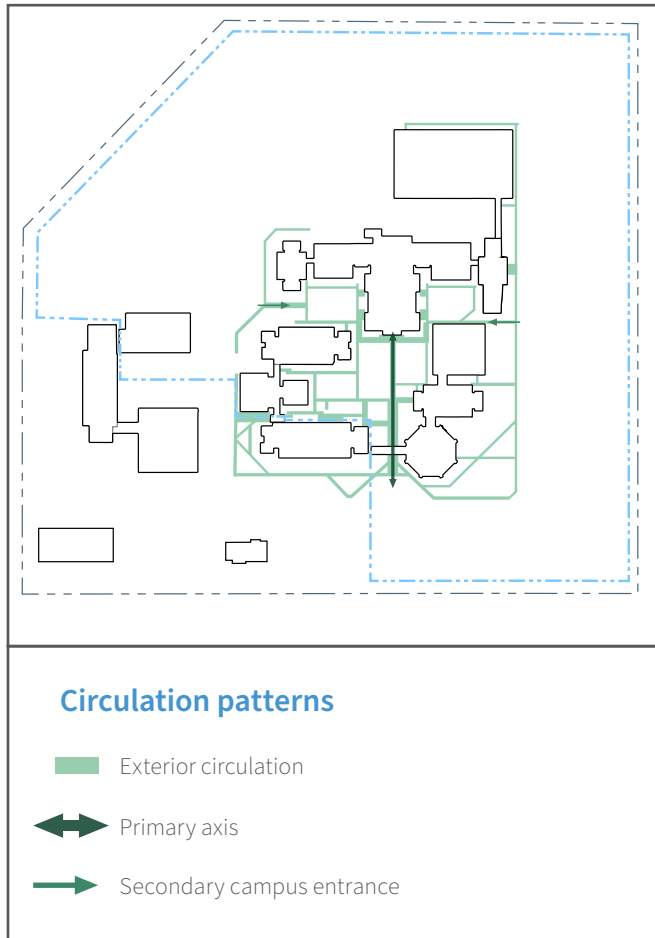 Circulation patterns
Exterior circulation
Primary axis
Secondary campus entrance